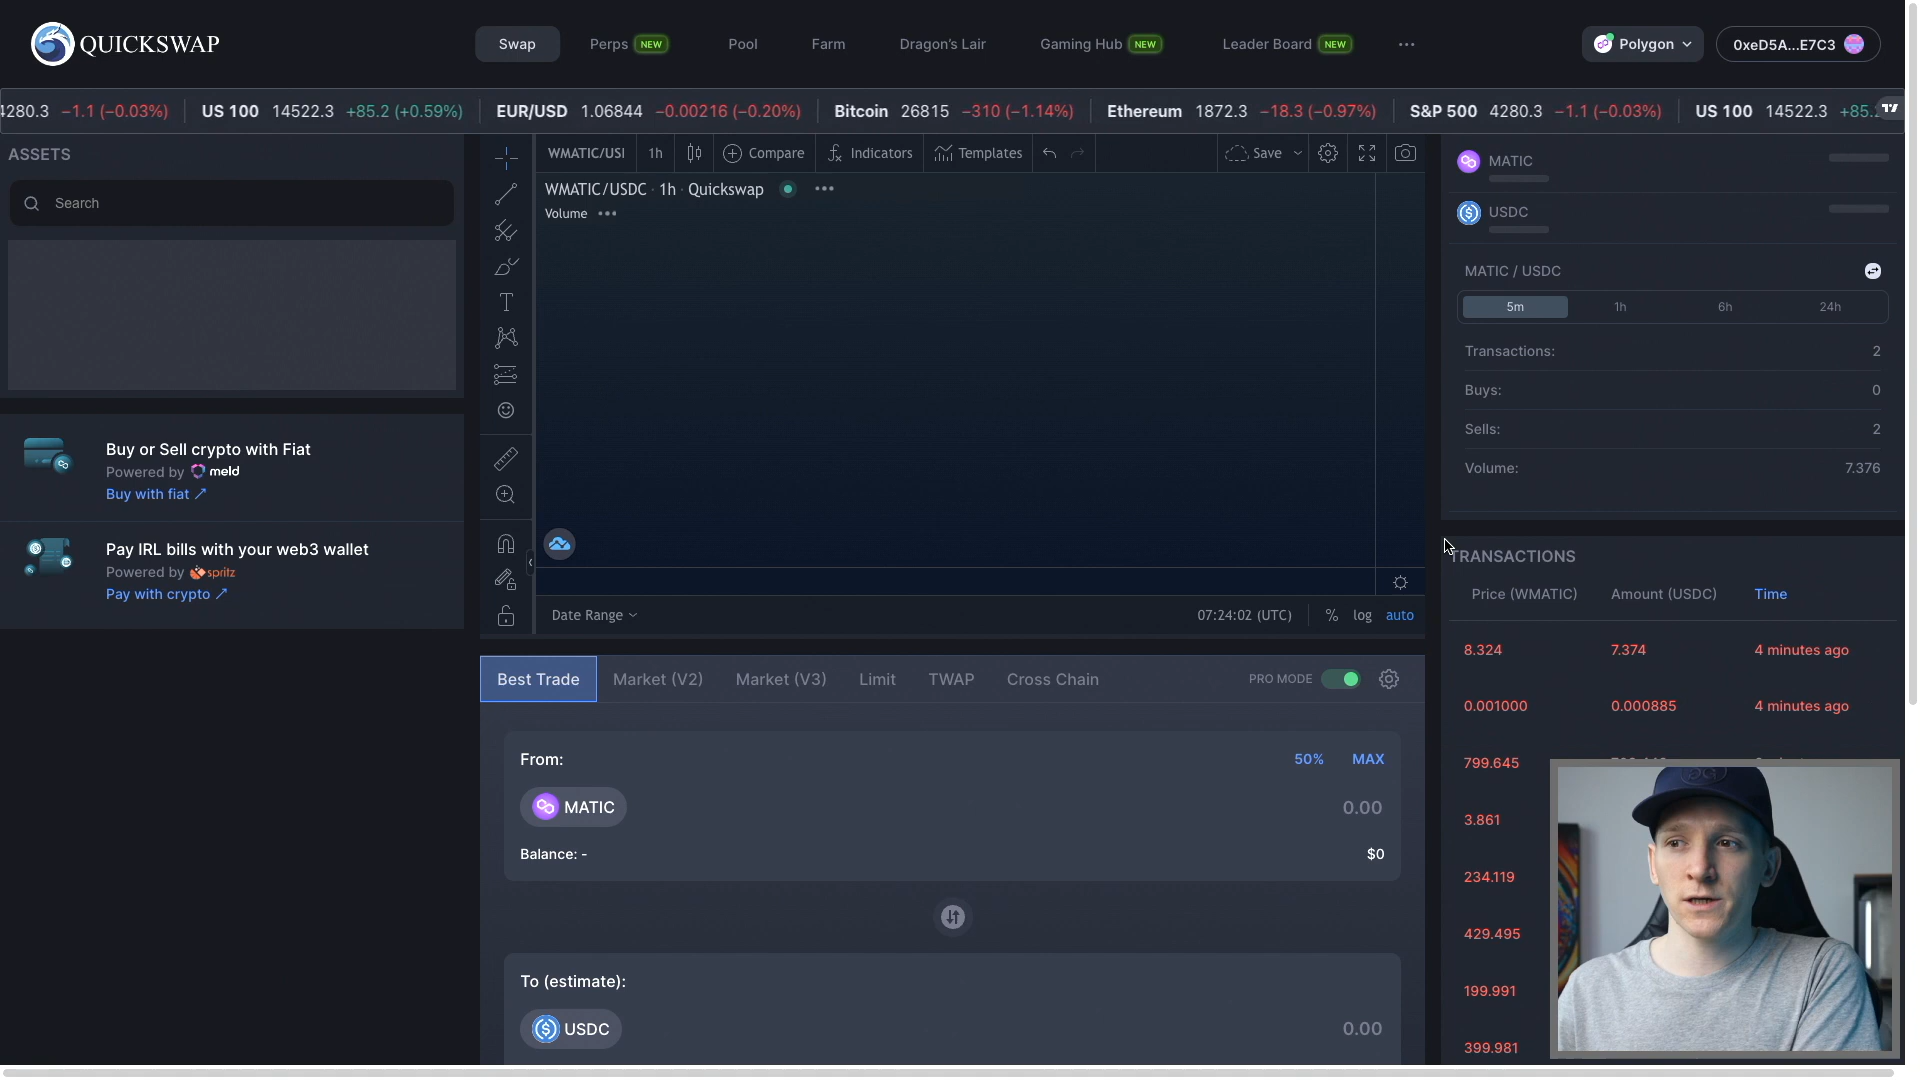 QUICKSWAP
Swap
Perps NEW
Pool
Farm
Dragon's Lair
Gaming Hub NEW
Leader Board NEW
Polygon
0xeD5A...E7C3
4280.3 −1.1 (−0.03%)
US 100 14522.3 +85.2 (+0.59%)
EUR/USD 1.06844 −0.00216 (−0.20%)
Bitcoin 26815 −310 (−1.14%)
Ethereum 1872.3 −18.3 (−0.97%)
S&P 500 4280.3 −1.1 (−0.03%)
US 100 14522.3
ASSETS
Search
Buy or Sell crypto with Fiat
Powered by meld
Buy with fiat
Pay IRL bills with your web3 wallet
Powered by spritz
Pay with crypto
WMATIC/USI
1h
Compare
Indicators
Templates
Save
WMATIC/USDC · 1h · Quickswap
Volume
Date Range
07:24:02 (UTC)
%
log
auto
Best Trade
Market (V2)
Market (V3)
Limit
TWAP
Cross Chain
PRO MODE
From:
50%
MAX
MATIC
0.00
Balance: -
$0
To (estimate):
USDC
0.00
MATIC
USDC
MATIC / USDC
5m 1h 6h 24h
Transactions: 2
Buys: 0
Sells: 2
Volume: 7.376
TRANSACTIONS
Price (WMATIC) Amount (USDC) Time
8.324 7.374 4 minutes ago
0.001000 0.000885 4 minutes ago
799.645
3.861
234.119
429.495
199.991
399.981